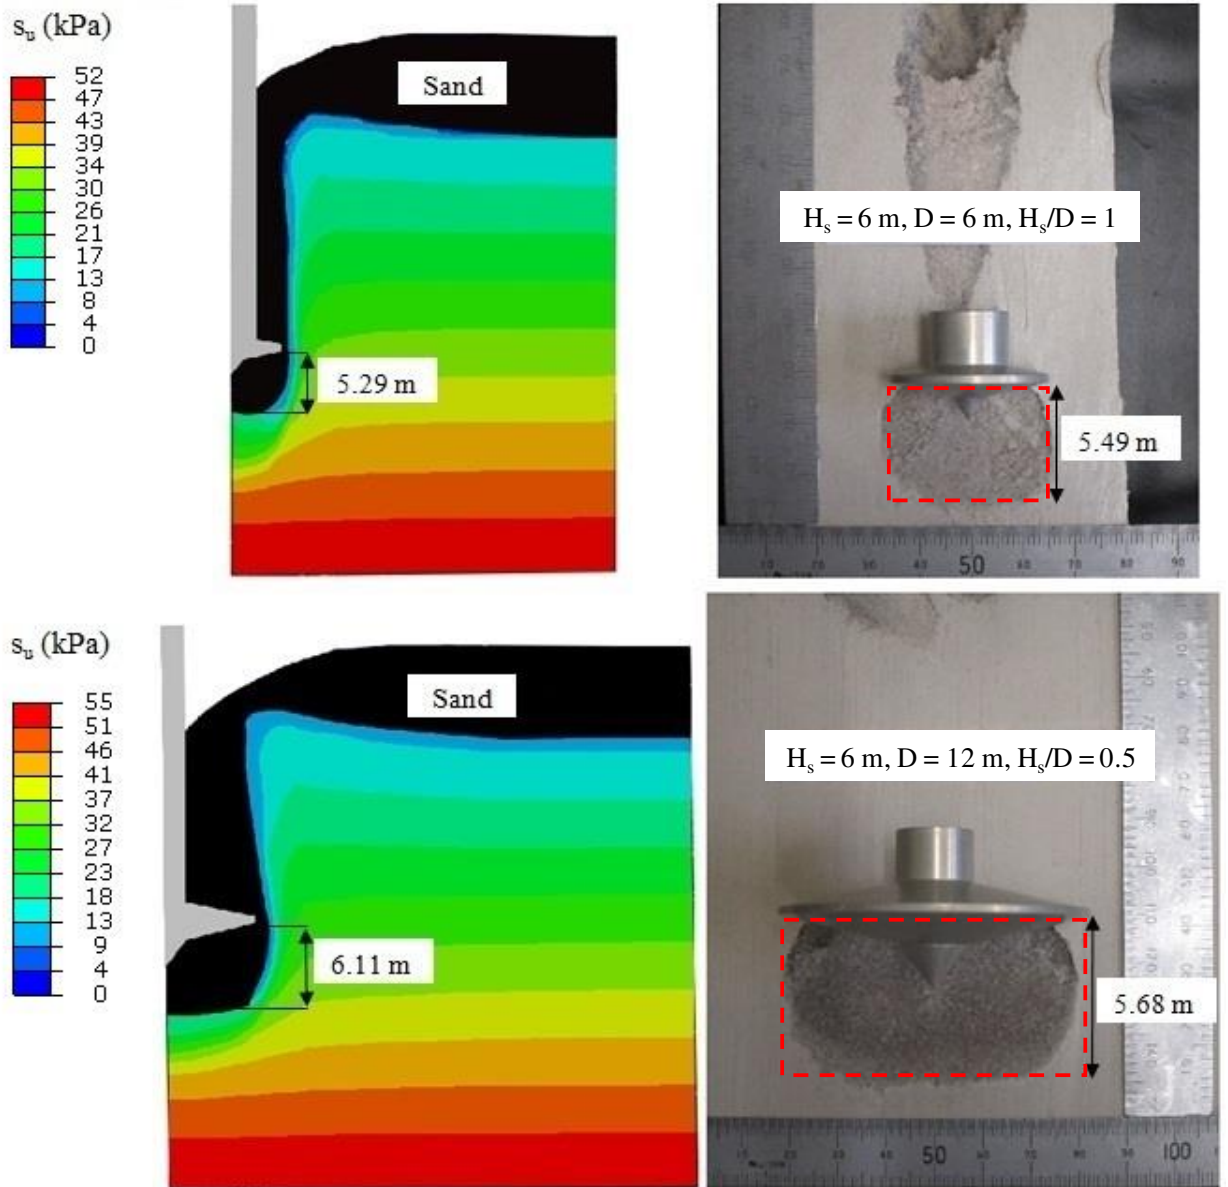 s_u (kPa)
52
47
43
39
34
30
26
21
17
13
8
4
0
Sand
5.29 m
H_s = 6 m, D = 6 m, H_s/D = 1
5.49 m
50
s_u (kPa)
55
51
46
41
37
32
27
23
18
13
9
4
0
Sand
6.11 m
H_s = 6 m, D = 12 m, H_s/D = 0.5
5.68 m
50
100